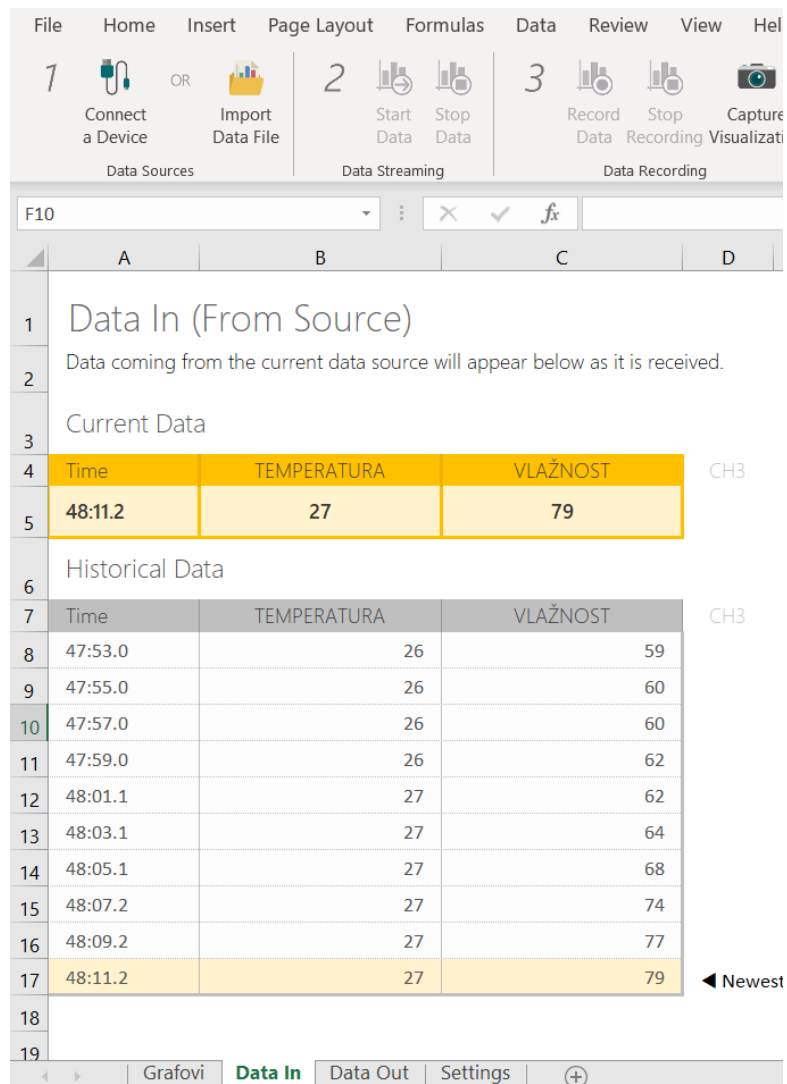 File Home Insert Page Layout Formulas Data Review View Hel
1 OR 2 3
Connect a Device
Import Data File
Start Data
Stop Data
Record Data
Stop Recording
Capture Visualizati
Data Sources Data Streaming Data Recording
F10 fx
A B C D
1 Data In (From Source)
2 Data coming from the current data source will appear below as it is received.
3 Current Data
4 Time TEMPERATURA VLAŽNOST CH3
5 48:11.2 27 79
6 Historical Data
7 Time TEMPERATURA VLAŽNOST CH3
8 47:53.0 26 59
9 47:55.0 26 60
10 47:57.0 26 60
11 47:59.0 26 62
12 48:01.1 27 62
13 48:03.1 27 64
14 48:05.1 27 68
15 48:07.2 27 74
16 48:09.2 27 77
17 48:11.2 27 79 ◀ Newest
18
19
Grafovi Data In Data Out Settings